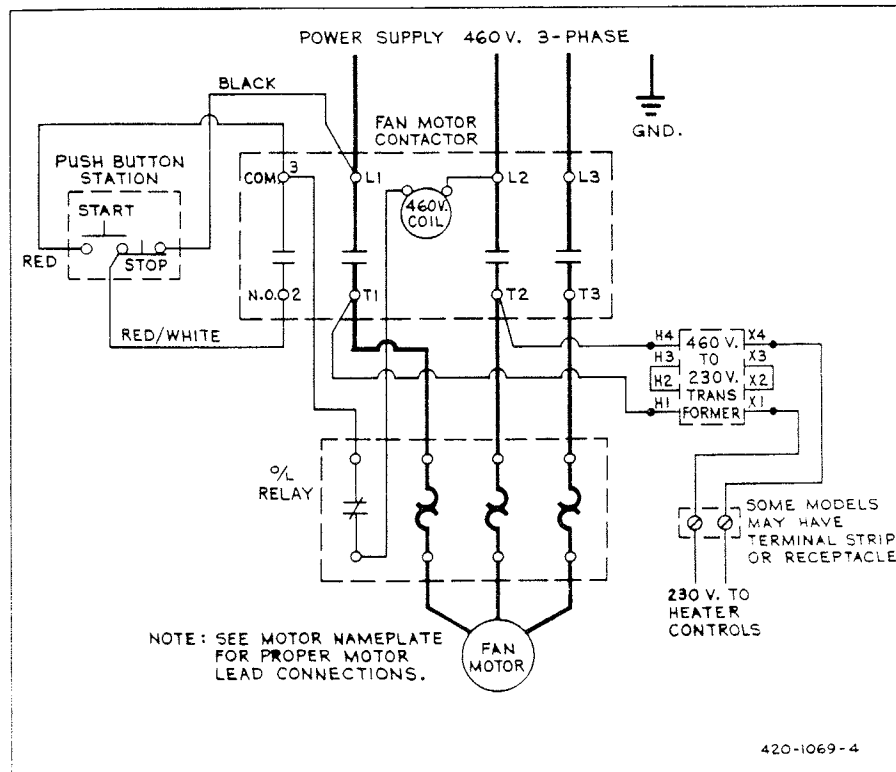 POWER SUPPLY 460V. 3-PHASE
BLACK
GND.
FAN MOTOR
CONTACTOR
PUSH BUTTON
STATION
START
STOP
RED
RED/WHITE
COM.
3
L1
460V.
COIL
L2
L3
N.O.
2
T1
T2
T3
H4
H3
H2
H1
460 V.
TO
230 V.
TRANS
FORMER
X4
X3
X2
X1
O/L
RELAY
SOME MODELS
MAY HAVE
TERMINAL STRIP
OR RECEPTACLE
230 V. TO
HEATER
CONTROLS
NOTE: SEE MOTOR NAMEPLATE
FOR PROPER MOTOR
LEAD CONNECTIONS.
FAN
MOTOR
420-1069-4